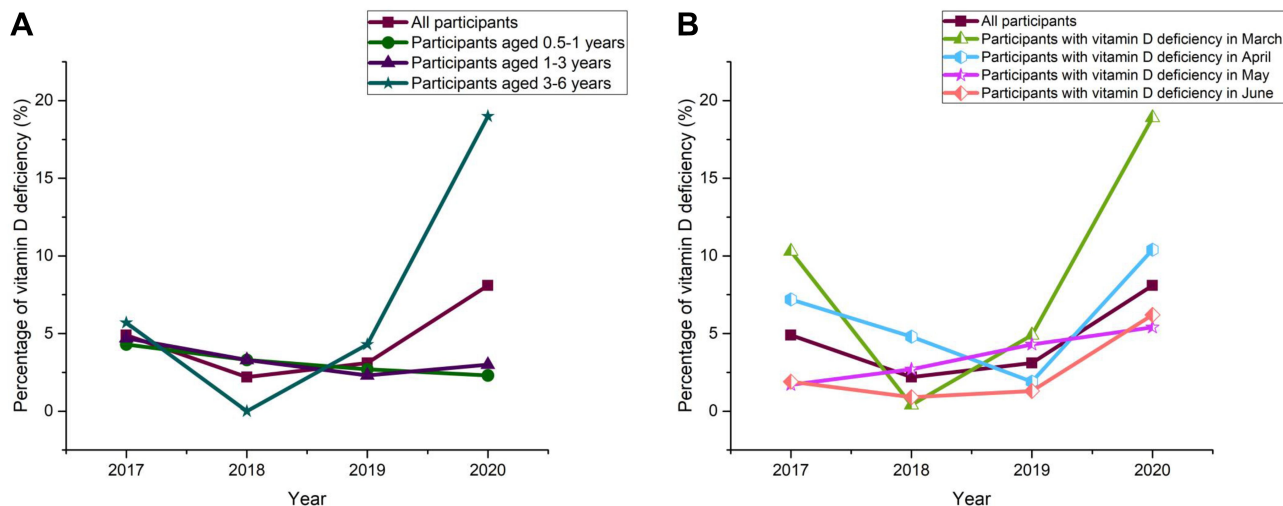 A
All participants
Participants aged 0.5-1 years
Participants aged 1-3 years
Participants aged 3-6 years
Percentage of vitamin D deficiency (%)
20
15
10
5
0
2017 2018 2019 2020
Year
B
All participants
Participants with vitamin D deficiency in March
Participants with vitamin D deficiency in April
Participants with vitamin D deficiency in May
Participants with vitamin D deficiency in June
Percentage of vitamin D deficiency (%)
20
15
10
5
0
2017 2018 2019 2020
Year